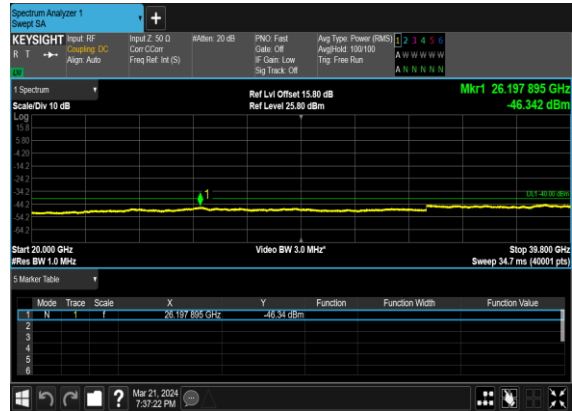 Spectrum Analyzer 1
Swept SA
+
KEYSIGHT Input: RF Input Z: 50 Ω #Atten: 20 dB PNO: Fast Avg Type: Power (RMS) 1 2 3 4 5 6
R T Coupling: DC Corr CCorr Gate: Off Avg|Hold: 100/100 A W W W W W
Align: Auto Freq Ref: Int (S) IF Gain: Low Trig: Free Run
Sig Track: Off A N N N N N
1 Spectrum Ref Lvl Offset 15.80 dB Mkr1 26.197 895 GHz
Scale/Div 10 dB Ref Level 25.80 dBm -46.342 dBm
Log
15.8
5.80
-4.20
-14.2
-24.2
-34.2 1 DL1 -40.00 dBm
-44.2
-54.2
-64.2
Start 20.000 GHz Video BW 3.0 MHz* Stop 39.800 GHz
#Res BW 1.0 MHz Sweep 34.7 ms (40001 pts)
5 Marker Table
Mode Trace Scale X Y Function Function Width Function Value
1 N 1 f 26.197 895 GHz -46.34 dBm
2
3
4
5
6
? Mar 21, 2024
7:37:22 PM